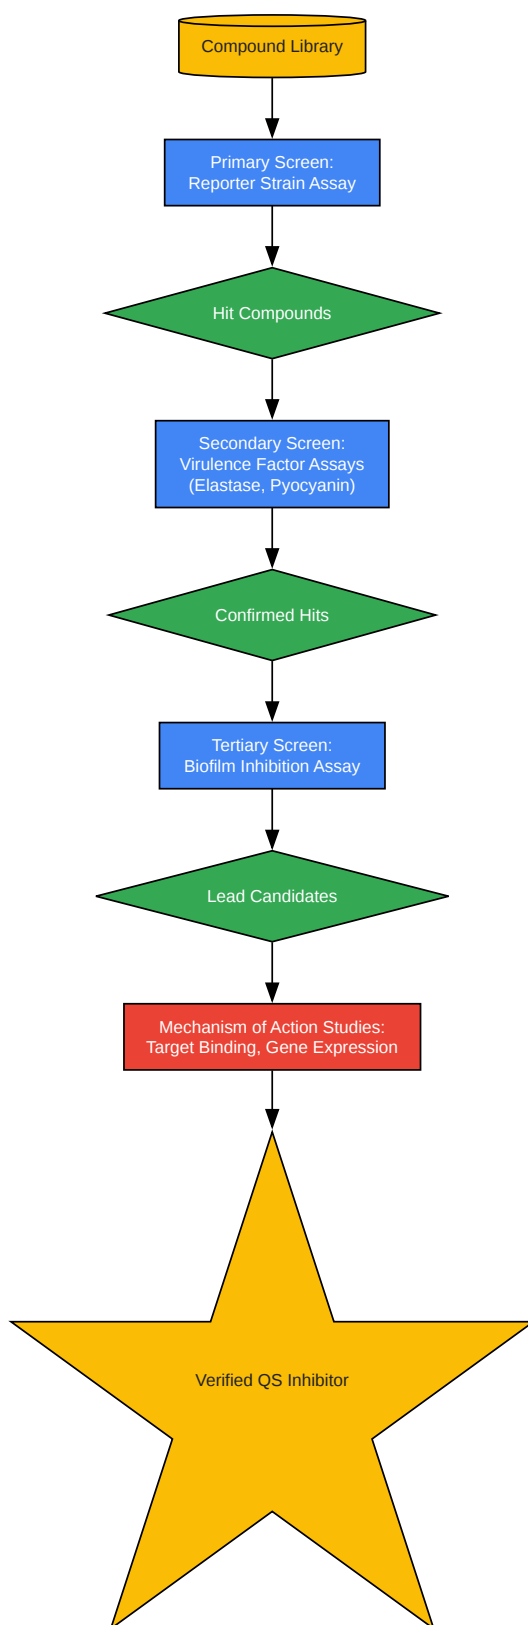 Compound Library
Primary Screen:
Reporter Strain Assay
Hit Compounds
Secondary Screen:
Virulence Factor Assays
(Elastase, Pyocyanin)
Confirmed Hits
Tertiary Screen:
Biofilm Inhibition Assay
Lead Candidates
Mechanism of Action Studies:
Target Binding, Gene Expression
Verified QS Inhibitor